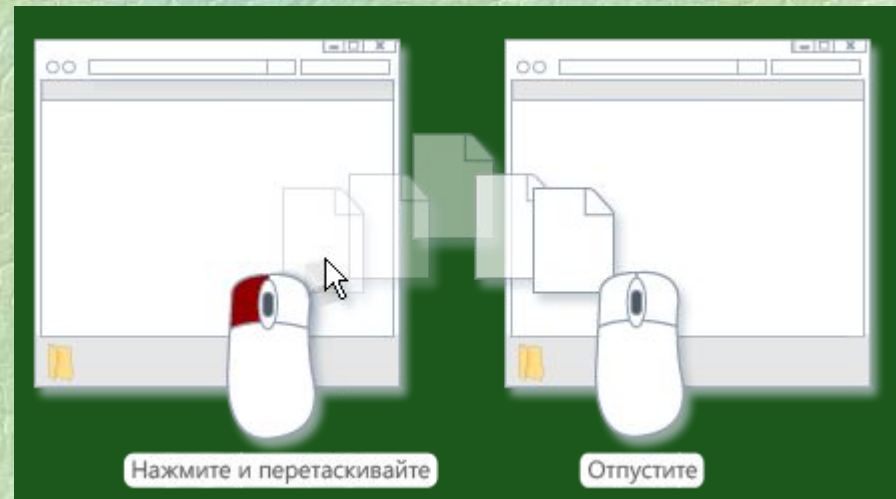 Нажмите и перетаскивайте
Отпустите